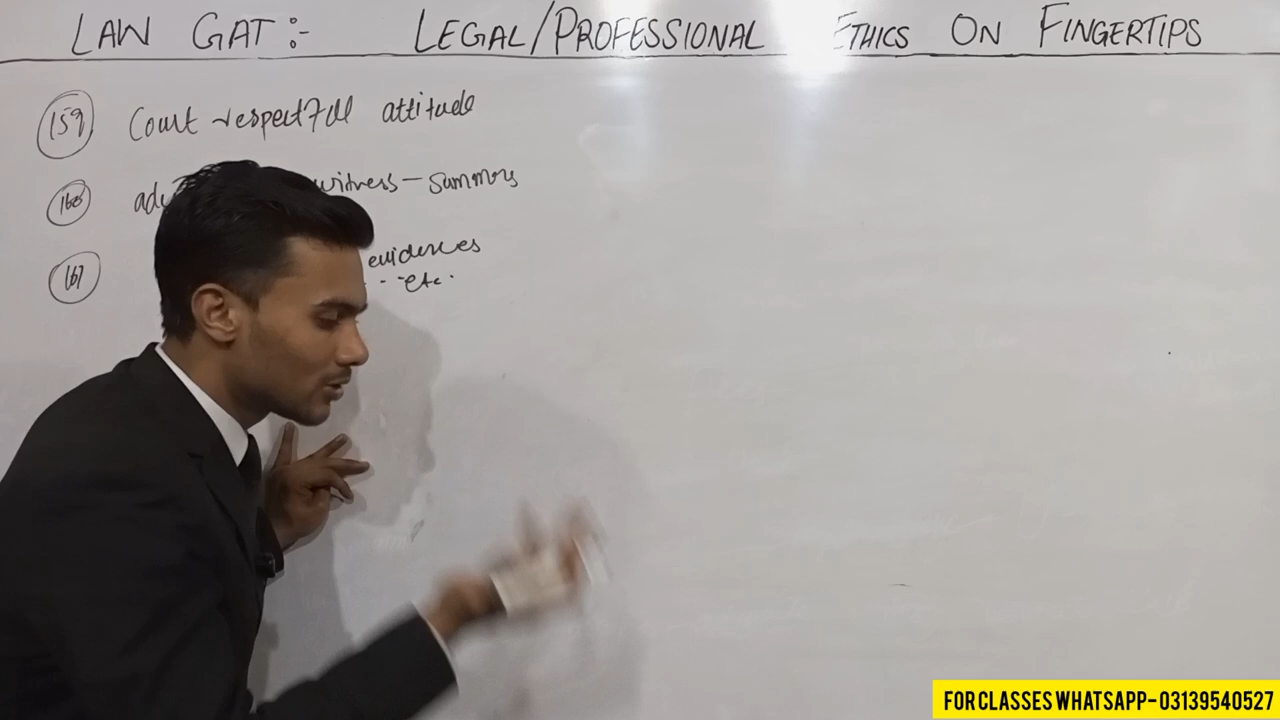 LAW GAT:- LEGAL/PROFESSIONAL ETHICS ON FINGERTIPS
159 Court respectful attitude
160 witness - summons
161 evidences
etc.
FOR CLASSES WHATSAPP- 03139540527